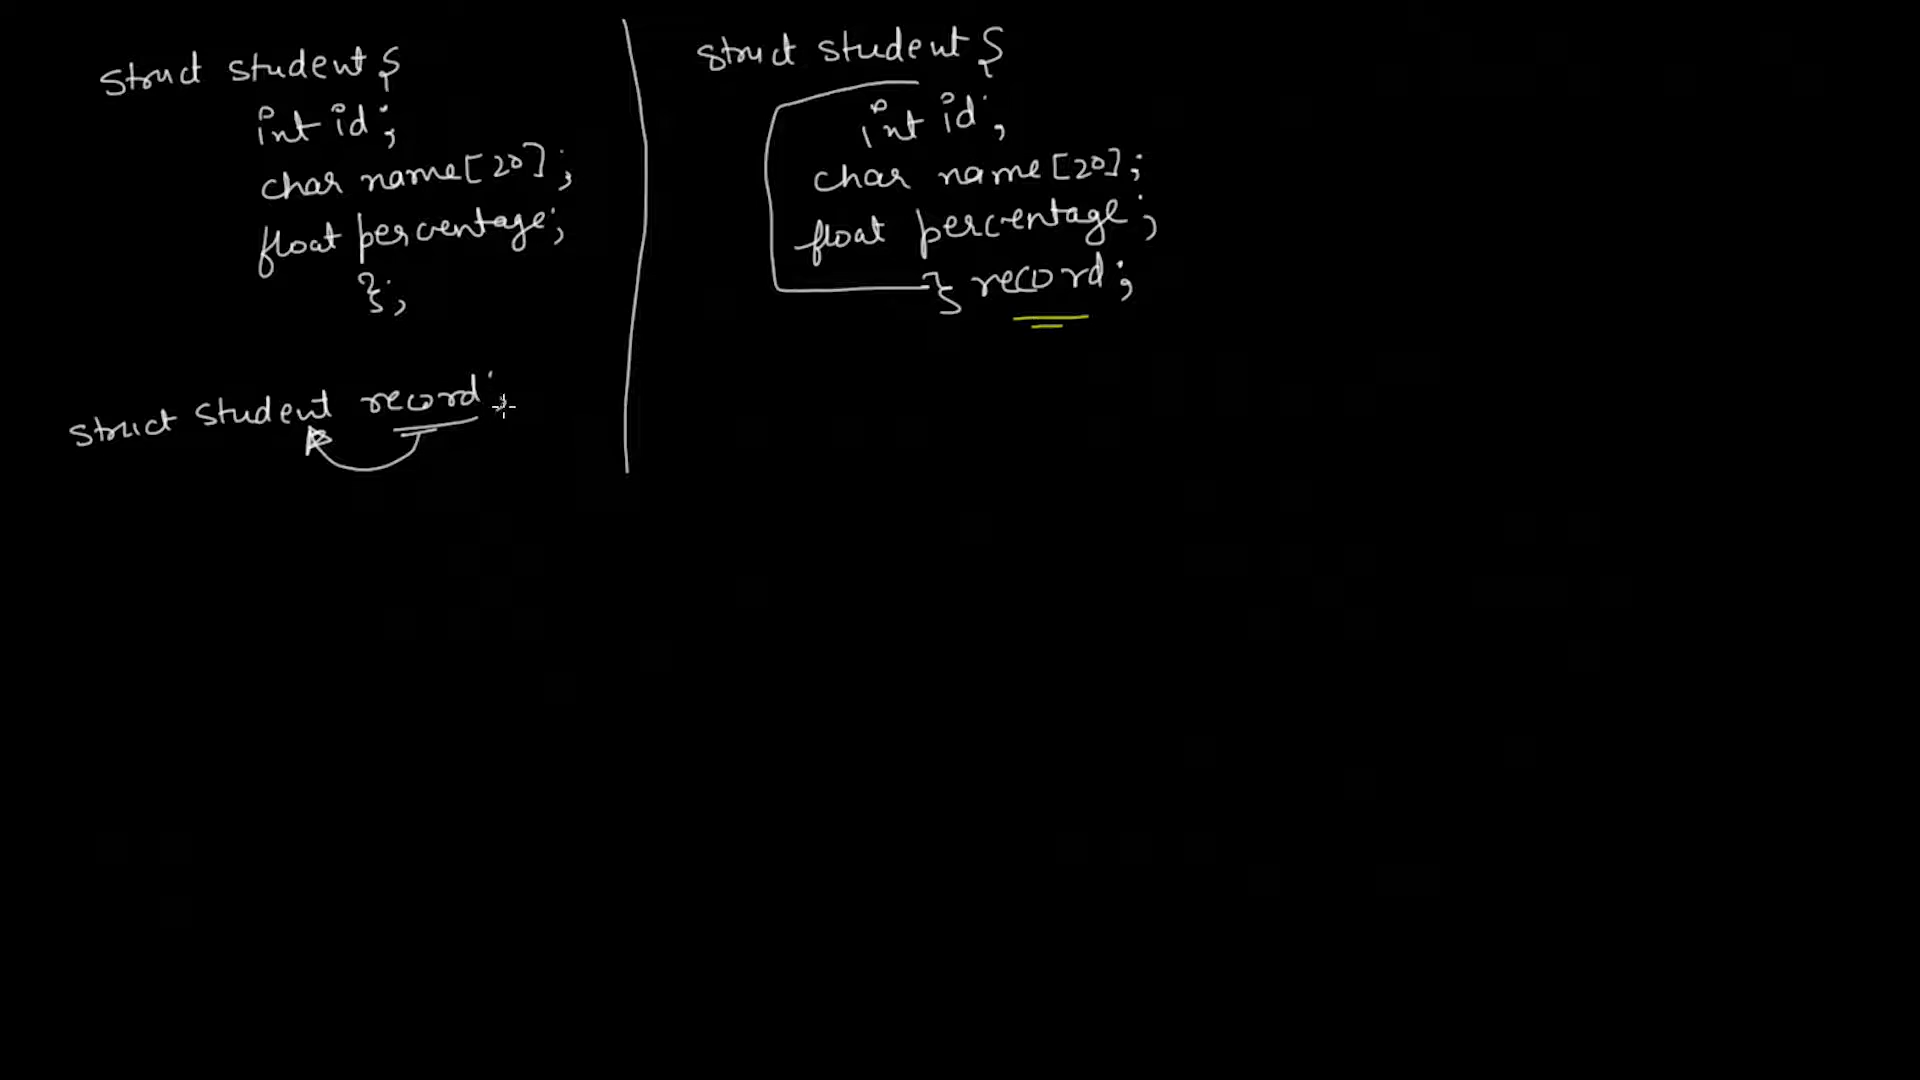 struct student {
int id;
char name[20];
float percentage;
};
struct student record;
struct student {
int id;
char name[20];
float percentage;
} record;